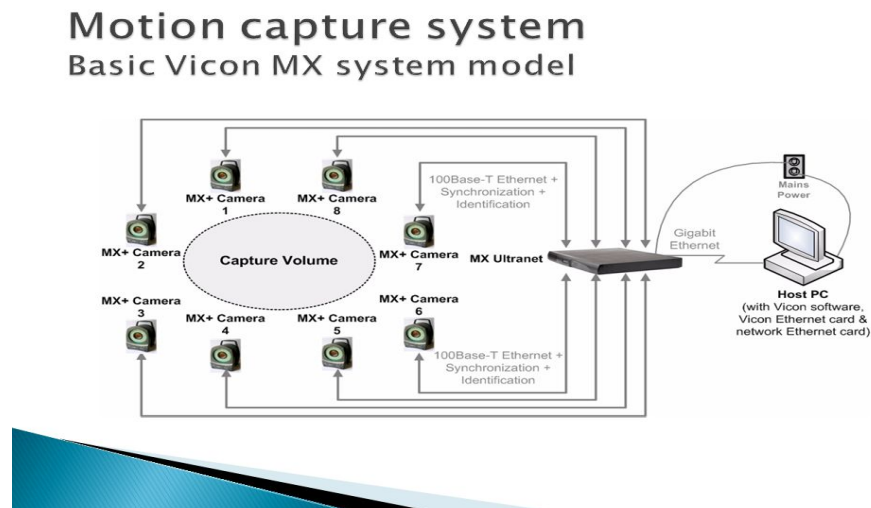 Motion capture system
Basic Vicon MX system model
MX+ Camera
1
MX+ Camera
8
100Base-T Ethernet +
Synchronization +
Identification
Mains
Power
MX+ Camera
2
Capture Volume
MX+ Camera
7
MX Ultranet
Gigabit
Ethernet
Host PC
(with Vicon software,
Vicon Ethernet card &
network Ethernet card)
MX+ Camera
3
MX+ Camera
4
MX+ Camera
5
MX+ Camera
6
100Base-T Ethernet +
Synchronization +
Identification